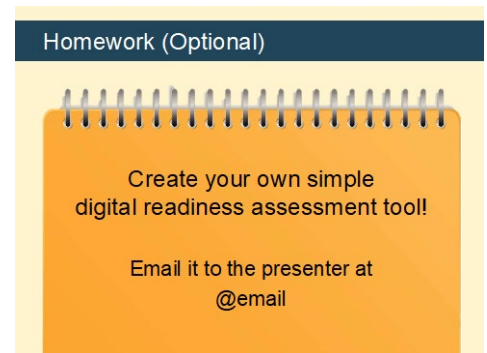 Homework (Optional)
Create your own simple
digital readiness assessment tool!
Email it to the presenter at
@email